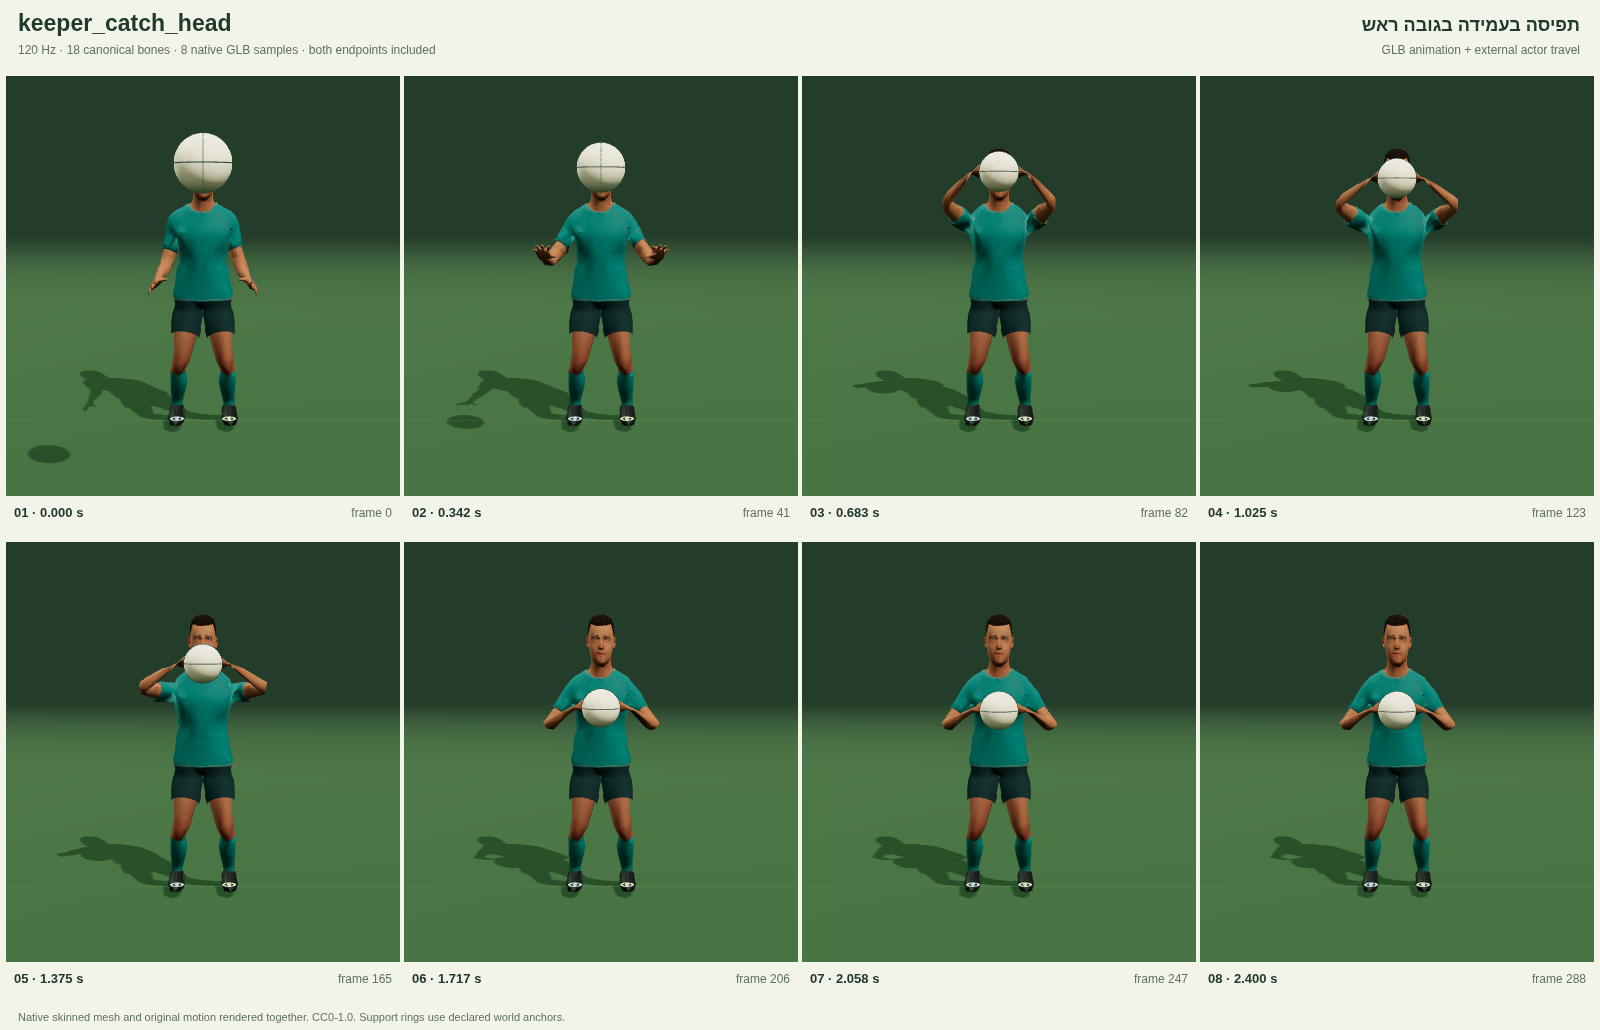 keeper_catch_head
תפיסה בעמידה בגובה ראש
120 Hz · 18 canonical bones · 8 native GLB samples · both endpoints included
GLB animation + external actor travel
01 · 0.000 s frame 0
02 · 0.342 s frame 41
03 · 0.683 s frame 82
04 · 1.025 s frame 123
05 · 1.375 s frame 165
06 · 1.717 s frame 206
07 · 2.058 s frame 247
08 · 2.400 s frame 288
Native skinned mesh and original motion rendered together. CC0-1.0. Support rings use declared world anchors.